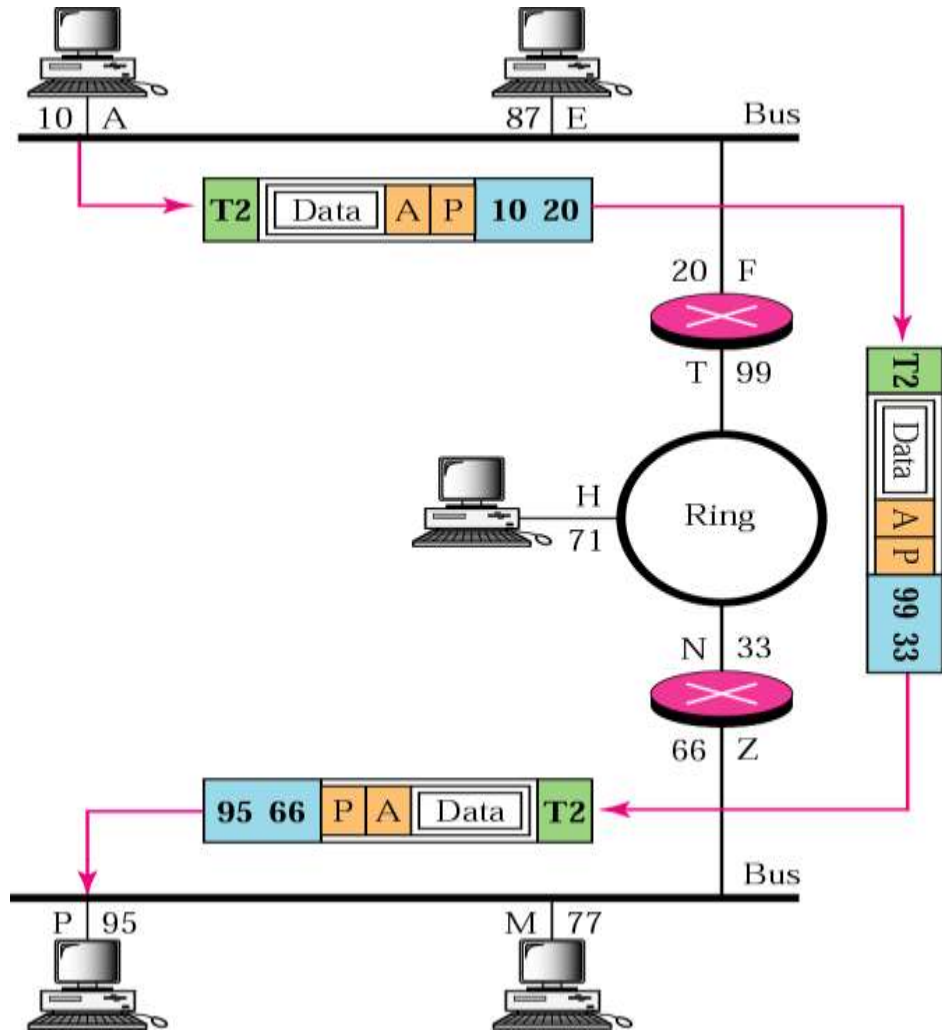 10 A
87 E
Bus
T2 Data A P 10 20
20 F
T 99
T2 Data A P 99 33
H
71
Ring
N 33
66 Z
95 66 P A Data T2
Bus
P 95
M 77